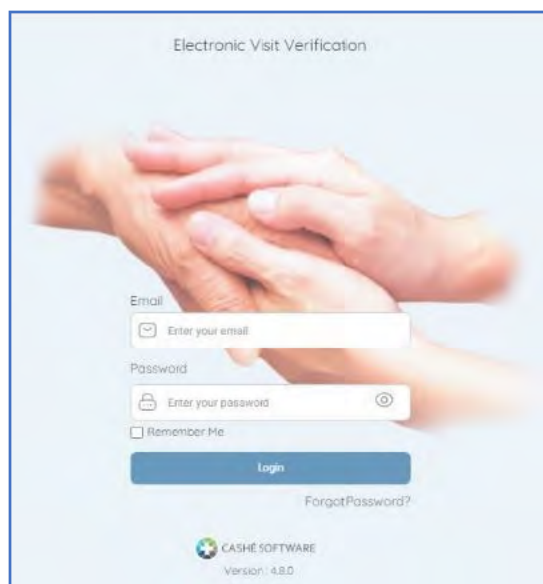 Electronic Visit Verification
Email
Enter your email
Password
Enter your password
Remember Me
Login
ForgotPassword?
CASHÉ SOFTWARE
Version : 4.9.0